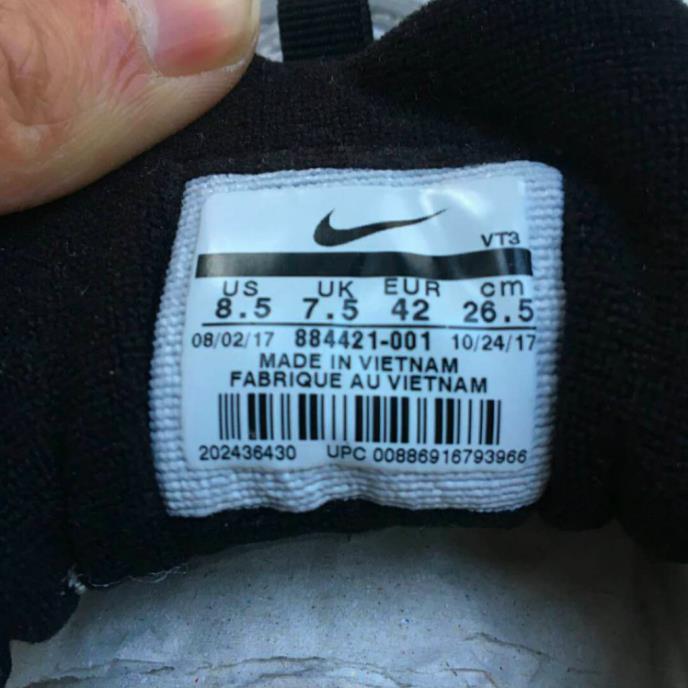 VT3
US UK EUR cm
8.5 7.5 42 26.5
08/02/17 884421-001 10/24/17
MADE IN VIETNAM
FABRIQUE AU VIETNAM
202436430 UPC 00886916793966